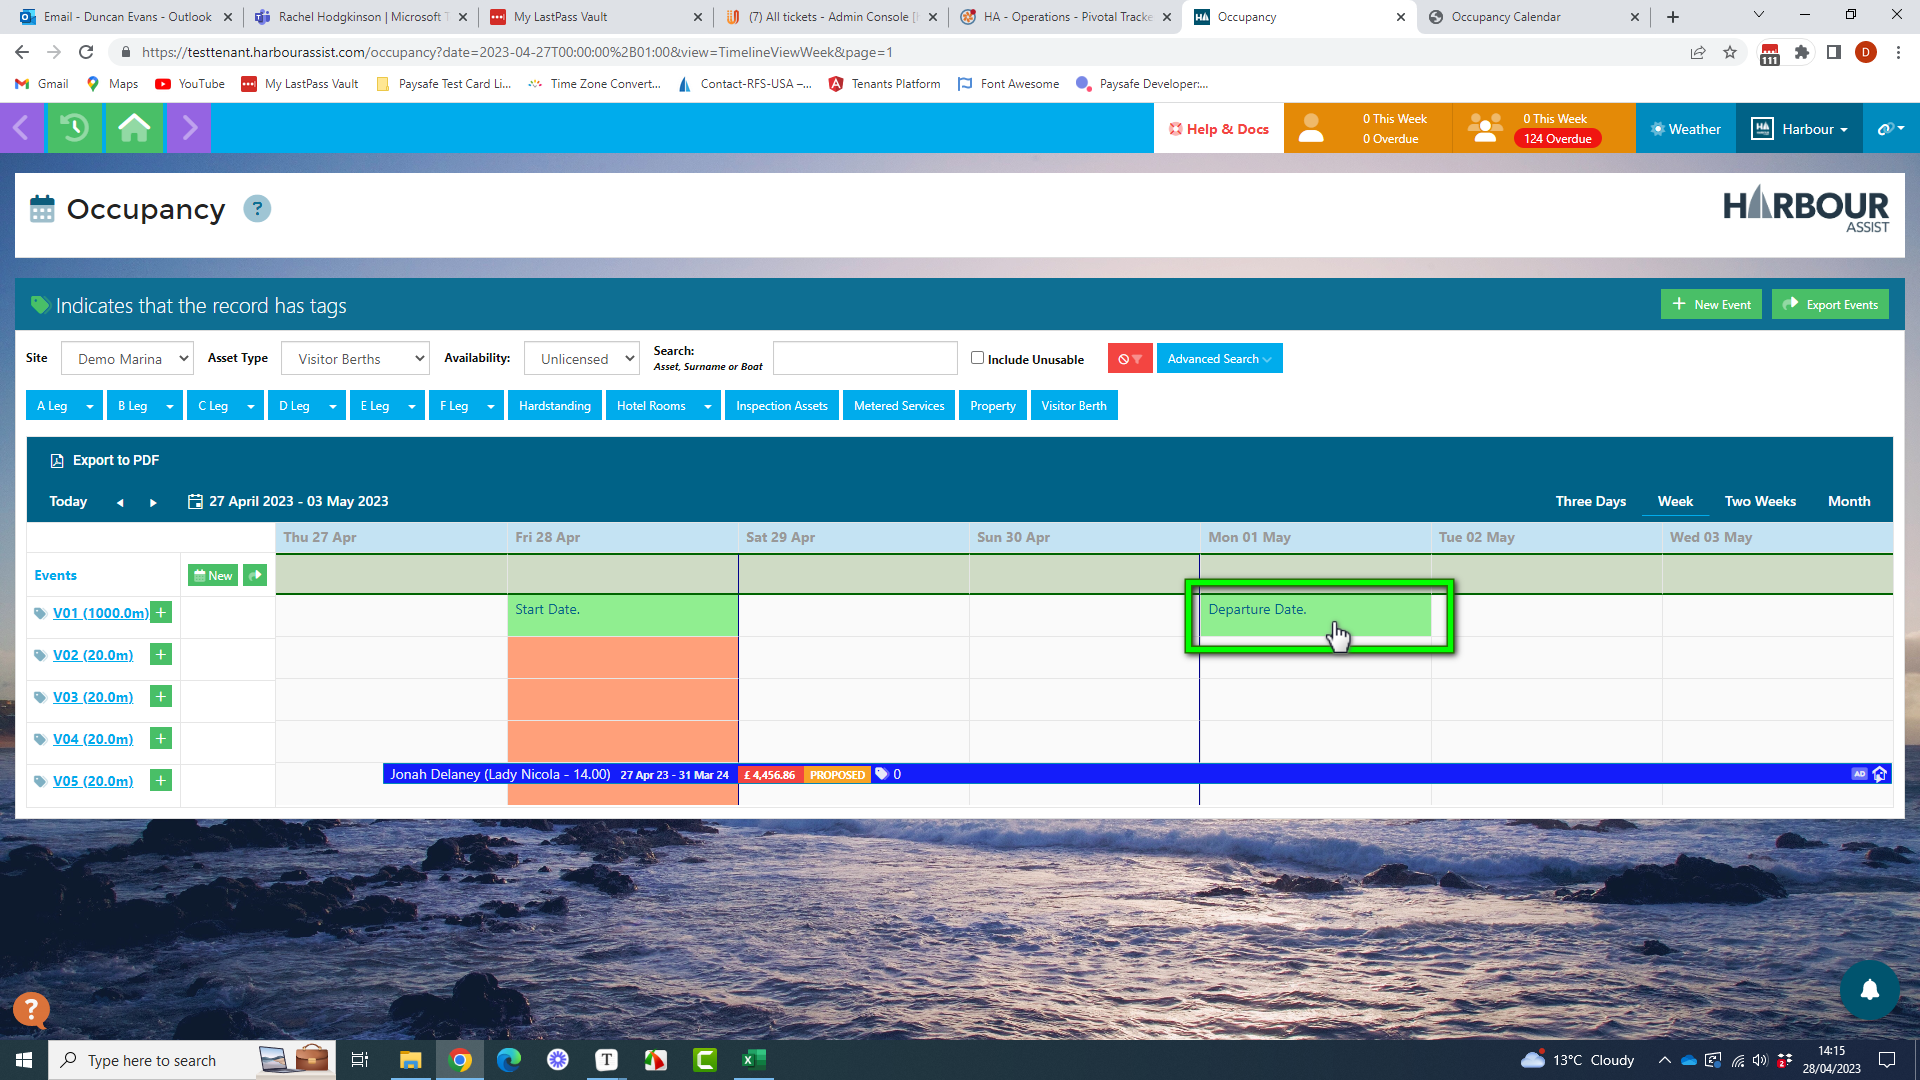 Email - Duncan Evans - Outlook
Rachel Hodgkinson | Microsoft T
My LastPass Vault
(7) All tickets - Admin Console [
HA - Operations - Pivotal Tracke
Occupancy
Occupancy Calendar
https://testtenant.harbourassist.com/occupancy?date=2023-04-27T00:00:00%2B01:00&view=TimelineViewWeek&page=1
111
D
Gmail
Maps
YouTube
My LastPass Vault
Paysafe Test Card Li...
Time Zone Convert...
Contact-RFS-USA –...
Tenants Platform
Font Awesome
Paysafe Developer:...
Help & Docs
0 This Week
0 Overdue
0 This Week
124 Overdue
Weather
HA
Harbour
Occupancy
?
HARBOUR
ASSIST
Indicates that the record has tags
New Event
Export Events
Site
Demo Marina
Asset Type
Visitor Berths
Availability:
Unlicensed
Search:
Asset, Surname or Boat
Include Unusable
Advanced Search
A Leg
B Leg
C Leg
D Leg
E Leg
F Leg
Hardstanding
Hotel Rooms
Inspection Assets
Metered Services
Property
Visitor Berth
Export to PDF
Today
27 April 2023 - 03 May 2023
Three Days
Week
Two Weeks
Month
Thu 27 Apr
Fri 28 Apr
Sat 29 Apr
Sun 30 Apr
Mon 01 May
Tue 02 May
Wed 03 May
Events
New
V01 (1000.0m)
Start Date.
Departure Date.
V02 (20.0m)
V03 (20.0m)
V04 (20.0m)
V05 (20.0m)
Jonah Delaney (Lady Nicola - 14.00)
27 Apr 23 - 31 Mar 24
£ 4,456.86
PROPOSED
0
AD
?
Type here to search
13°C Cloudy
14:15
28/04/2023